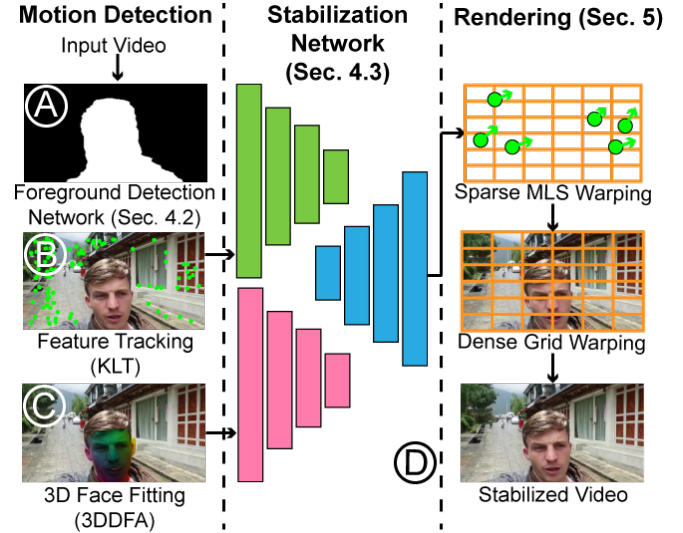 Motion Detection
Input Video
A
Foreground Detection
Network (Sec. 4.2)
B
Feature Tracking
(KLT)
C
3D Face Fitting
(3DDFA)
Stabilization
Network
(Sec. 4.3)
D
Rendering (Sec. 5)
Sparse MLS Warping
Dense Grid Warping
Stabilized Video